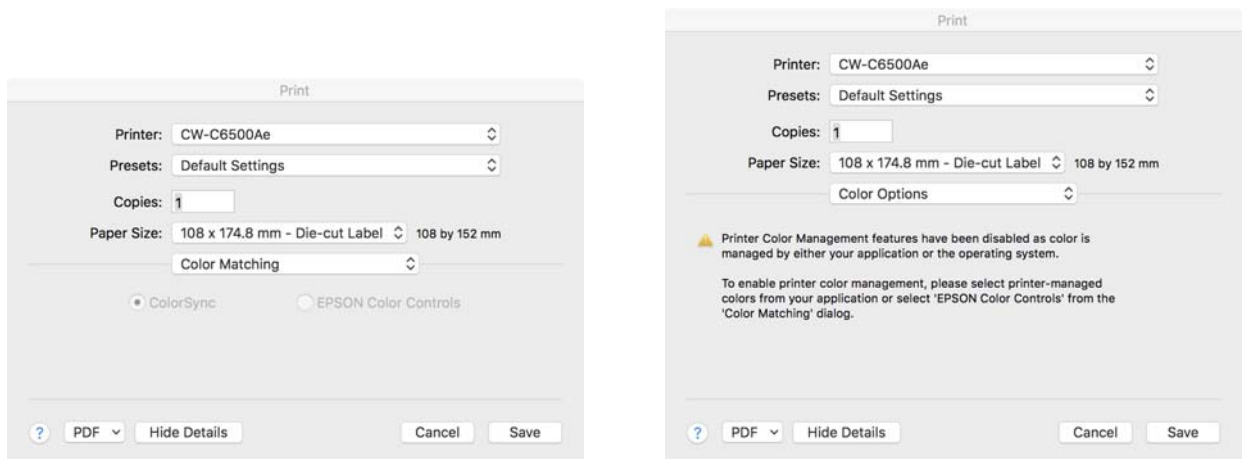 Print
Printer: CW-C6500Ae
Presets: Default Settings
Copies: 1
Paper Size: 108 x 174.8 mm - Die-cut Label 108 by 152 mm
Color Matching
ColorSync EPSON Color Controls
? PDF Hide Details Cancel Save
Print
Printer: CW-C6500Ae
Presets: Default Settings
Copies: 1
Paper Size: 108 x 174.8 mm - Die-cut Label 108 by 152 mm
Color Options
Printer Color Management features have been disabled as color is
managed by either your application or the operating system.
To enable printer color management, please select printer-managed
colors from your application or select 'EPSON Color Controls' from the
'Color Matching' dialog.
? PDF Hide Details Cancel Save